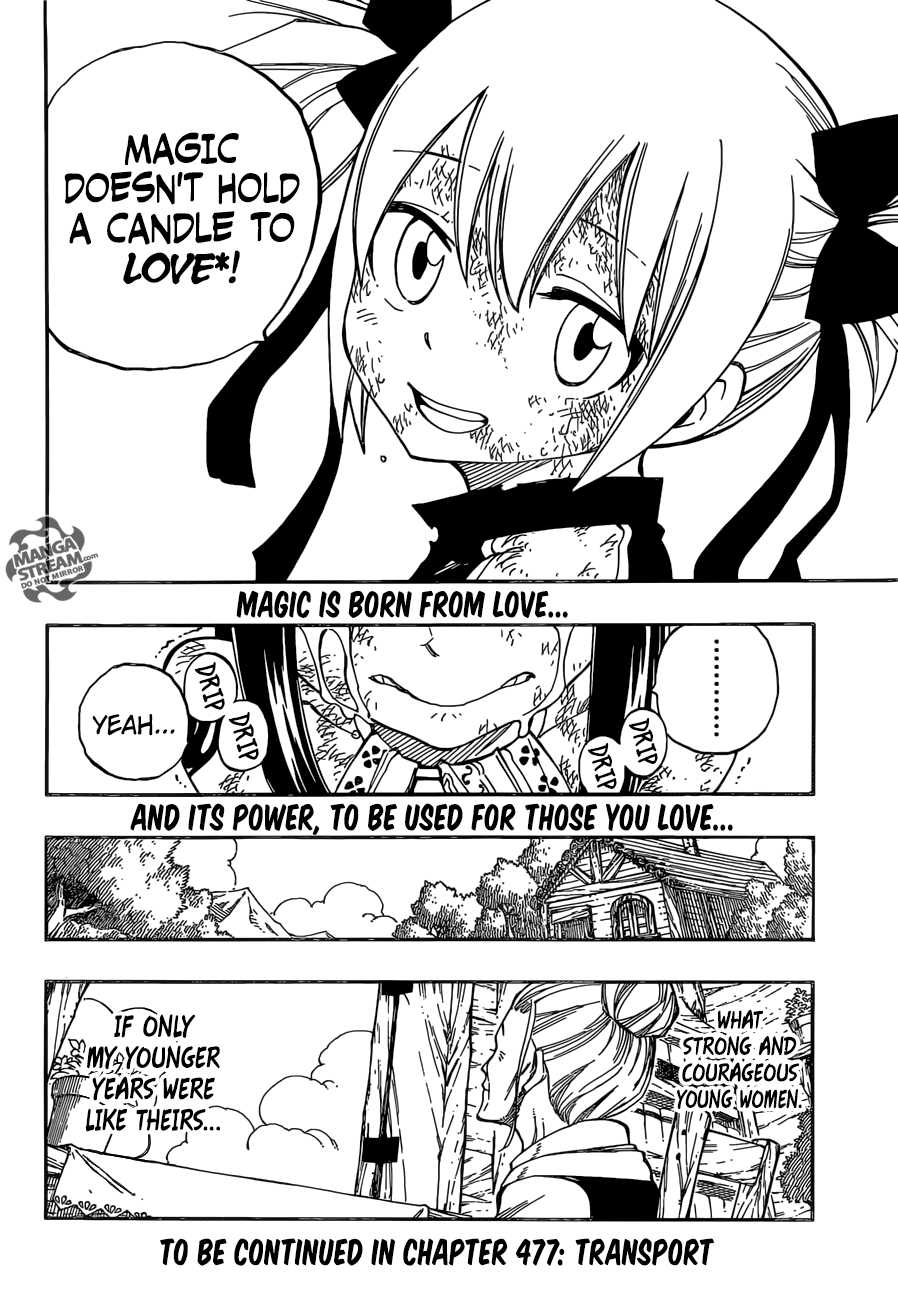 MAGIC
DOESN'T HOLD
A CANDLE TO
LOVE*!
MANGA
STREAM.com
DO NOT MIRROR
MAGIC IS BORN FROM LOVE...
.........
DRIP
DRIP
DRIP
DRIP
YEAH...
AND ITS POWER, TO BE USED FOR THOSE YOU LOVE...
WHAT
STRONG AND
COURAGEOUS
YOUNG WOMEN.
IF ONLY
MY YOUNGER
YEARS WERE
LIKE THEIRS...
TO BE CONTINUED IN CHAPTER 477: TRANSPORT